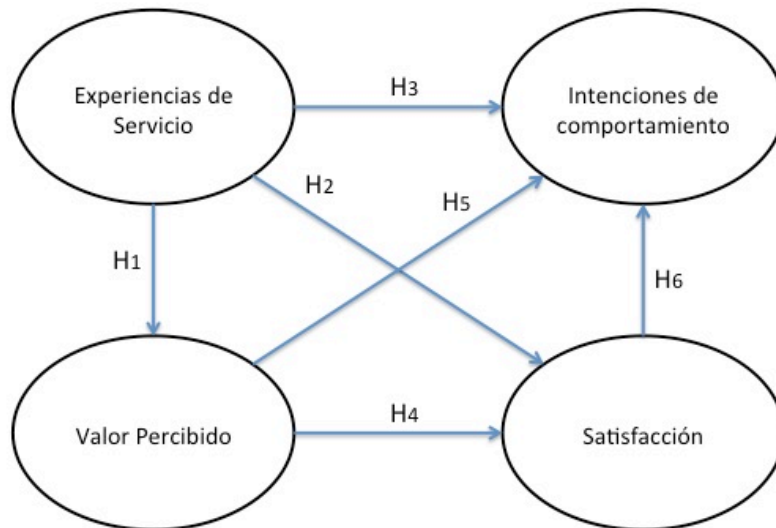 Experiencias de
Servicio
H3
Intenciones de
comportamiento
H2
H5
H1
H6
Valor Percibido
H4
Satisfacción